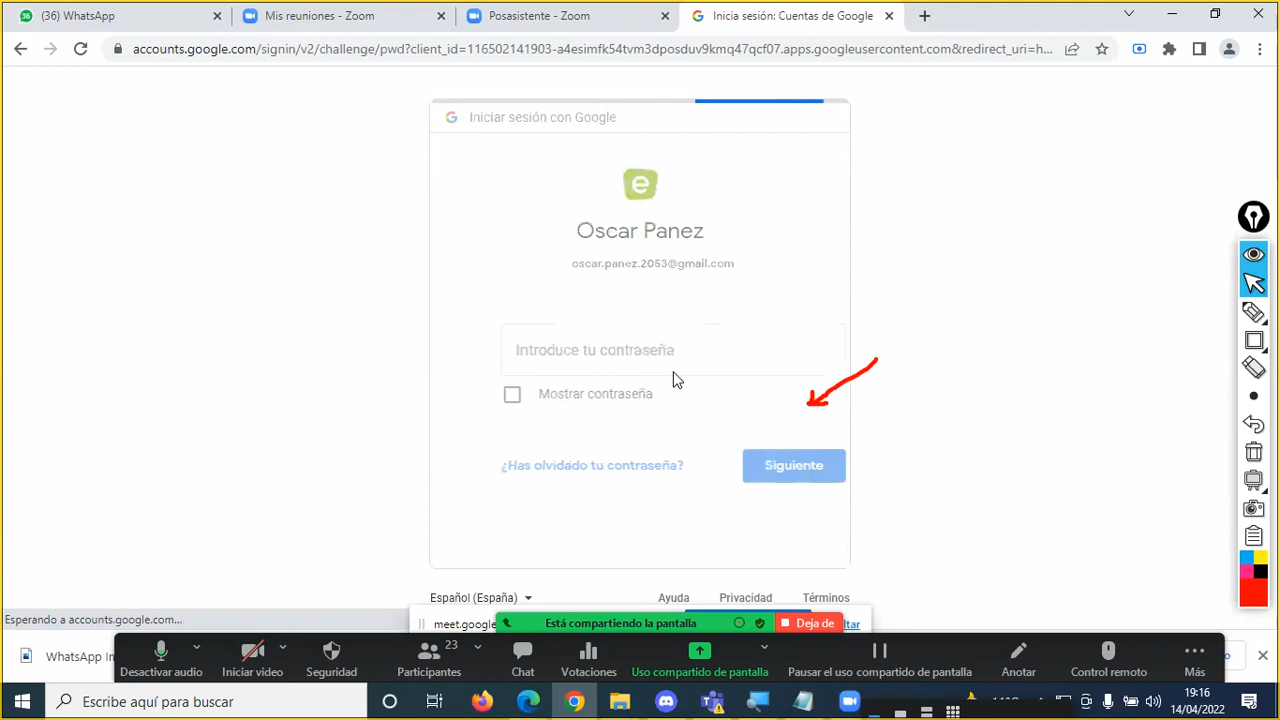 (36) WhatsApp
Mis reuniones - Zoom
Posasistente - Zoom
Inicia sesión: Cuentas de Google
accounts.google.com/signin/v2/challenge/pwd?client_id=116502141903-a4esimfk54tvm3dposduv9kmq47qcf07.apps.googleusercontent.com&redirect_uri=h...
Iniciar sesión con Google
e
Oscar Panez
oscar.panez.2053@gmail.com
Introduce tu contraseña
Mostrar contraseña
¿Has olvidado tu contraseña?
Siguiente
Español (España)
Ayuda
Privacidad
Términos
Esperando a accounts.google.com...
meet.google
Está compartiendo la pantalla
Deja de
WhatsApp
23
Desactivar audio
Iniciar video
Seguridad
Participantes
Chat
Votaciones
Uso compartido de pantalla
Pausar el uso compartido de pantalla
Anotar
Control remoto
Más
Escribe aquí para buscar
19:16
14/04/2022